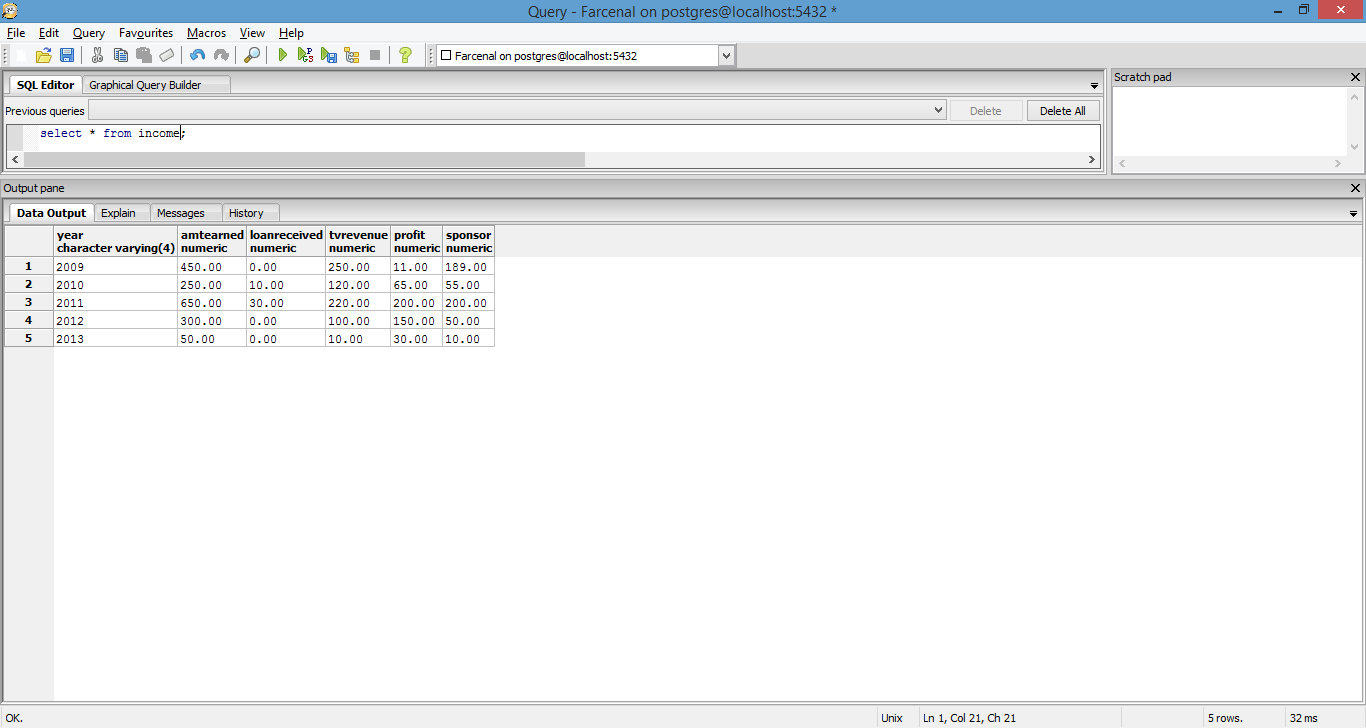 Query - Farcenal on postgres@localhost:5432 *
File Edit Query Favourites Macros View Help
Farcenal on postgres@localhost:5432
SQL Editor Graphical Query Builder
Scratch pad
Previous queries Delete Delete All
select * from income;
Output pane
Data Output Explain Messages History
year amtearned loanreceived tvrevenue profit sponsor
character varying(4) numeric numeric numeric numeric numeric
1 2009 450.00 0.00 250.00 11.00 189.00
2 2010 250.00 10.00 120.00 65.00 55.00
3 2011 650.00 30.00 220.00 200.00 200.00
4 2012 300.00 0.00 100.00 150.00 50.00
5 2013 50.00 0.00 10.00 30.00 10.00
OK. Unix Ln 1, Col 21, Ch 21 5 rows. 32 ms